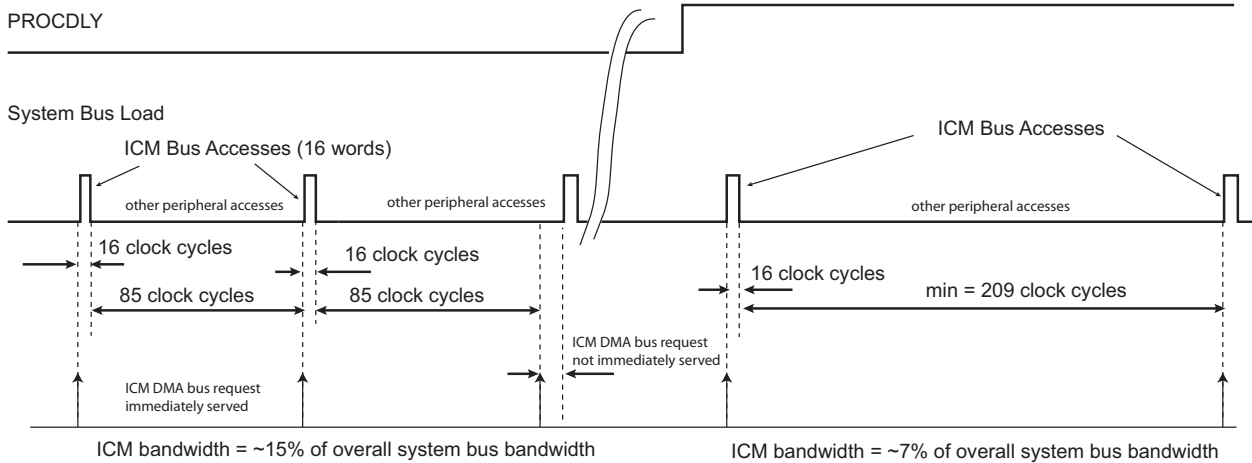 PROCDLY
System Bus Load
ICM Bus Accesses (16 words)
ICM Bus Accesses
other peripheral accesses
other peripheral accesses
other peripheral accesses
16 clock cycles
16 clock cycles
16 clock cycles
85 clock cycles
85 clock cycles
min = 209 clock cycles
ICM DMA bus request
not immediately served
ICM DMA bus request
immediately served
ICM bandwidth = ~15% of overall system bus bandwidth
ICM bandwidth = ~7% of overall system bus bandwidth